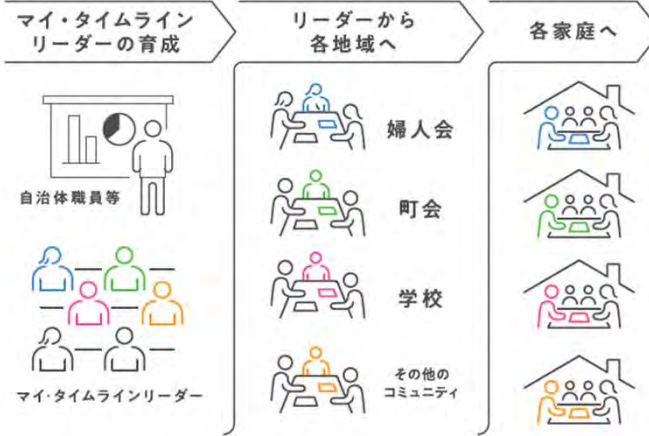 マイ・タイムライン
リーダーの育成
自治体職員等
マイ・タイムラインリーダー
リーダーから
各地域へ
婦人会
町会
学校
その他の
コミュニティ
各家庭へ